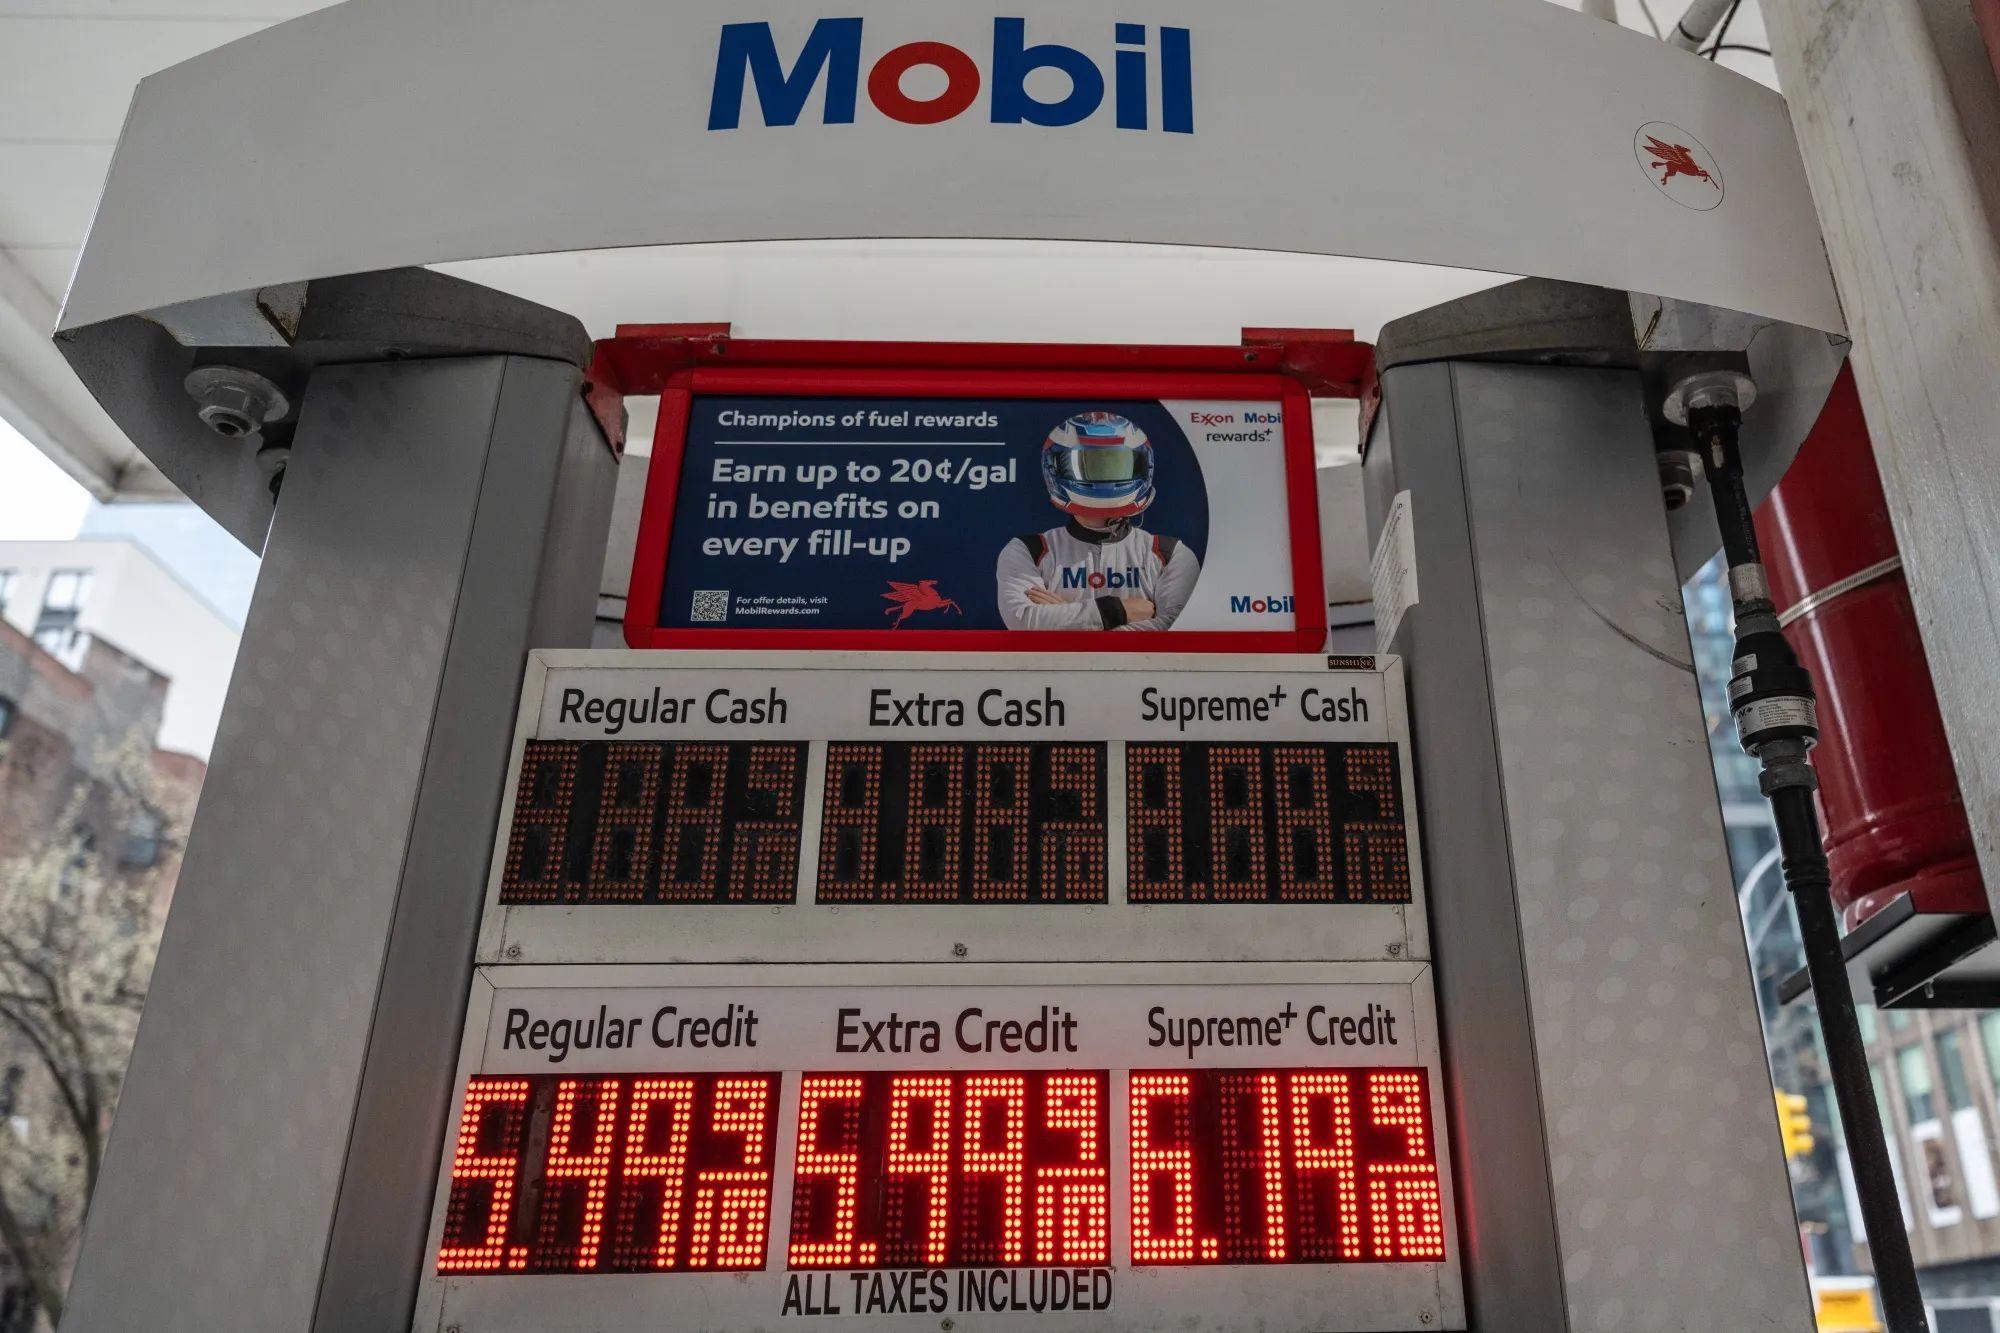 Mobil
Champions of fuel rewards
Exxon Mobil
rewards+
Earn up to 20¢/gal
in benefits on
every fill-up
Mobil
For offer details, visit
MobilRewards.com
Mobil
SUNSHINE
Regular Cash Extra Cash Supreme+ Cash
Regular Credit Extra Credit Supreme+ Credit
5.49 9/10 5.99 9/10 6.19 9/10
ALL TAXES INCLUDED